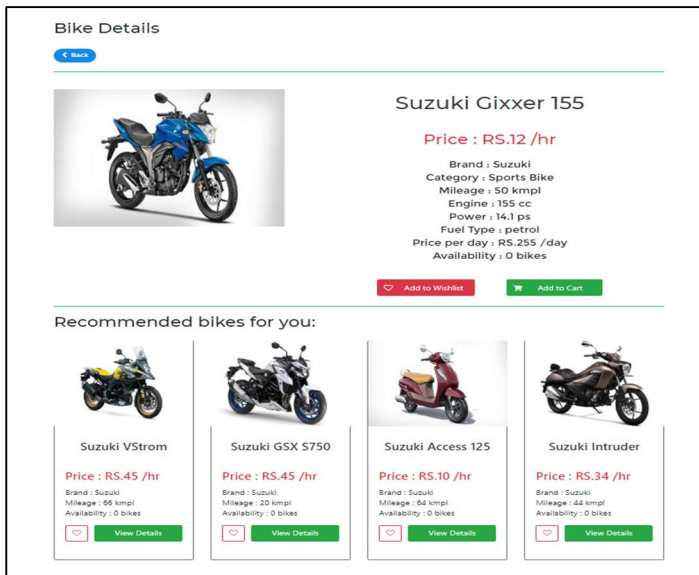 Bike Details
Back
Suzuki Gixxer 155
Price : RS.12 /hr
Brand : Suzuki
Category : Sports Bike
Mileage : 50 kmpl
Engine : 155 cc
Power : 14.1 ps
Fuel Type : petrol
Price per day : RS.255 /day
Availability : 0 bikes
Add to Wishlist
Add to Cart
Recommended bikes for you:
Suzuki VStrom
Price : RS.45 /hr
Brand : Suzuki
Mileage : 66 kmpl
Availability : 0 bikes
View Details
Suzuki GSX S750
Price : RS.45 /hr
Brand : Suzuki
Mileage : 20 kmpl
Availability : 0 bikes
View Details
Suzuki Access 125
Price : RS.10 /hr
Brand : Suzuki
Mileage : 64 kmpl
Availability : 0 bikes
View Details
Suzuki Intruder
Price : RS.34 /hr
Brand : Suzuki
Mileage : 44 kmpl
Availability : 0 bikes
View Details